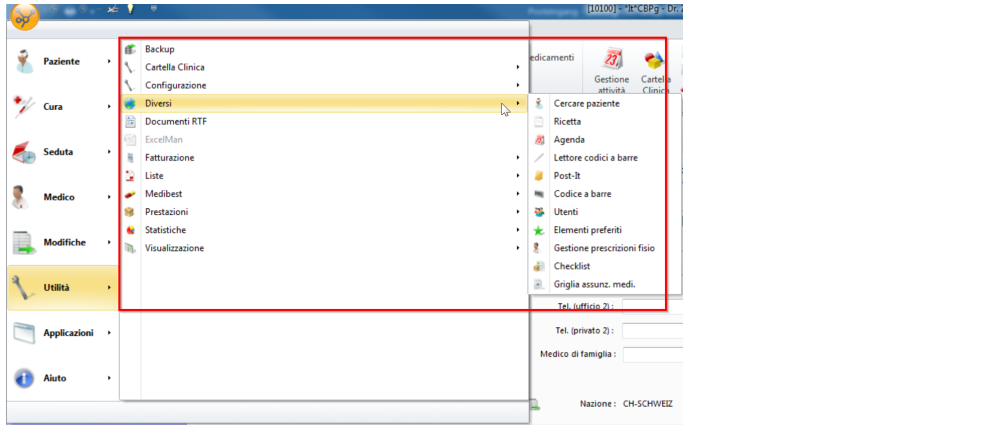 [10100] - *It*CBPg - Dr.
Paziente
Cura
Seduta
Medico
Modifiche
Utilità
Applicazioni
Aiuto
Backup
Cartella Clinica
Configurazione
Diversi
Documenti RTF
ExcelMan
Fatturazione
Liste
Medibest
Prestazioni
Statistiche
Visualizzazione
edicamenti
23
Gestione
attività
Cartella
Clinica
Cercare paziente
Ricetta
Agenda
Lettore codici a barre
Post-It
Codice a barre
Utenti
Elementi preferiti
Gestione prescrizioni fisio
Checklist
Griglia assunz. medi.
Tel. (ufficio 2) :
Tel. (privato 2) :
Medico di famiglia :
Nazione : CH-SCHWEIZ